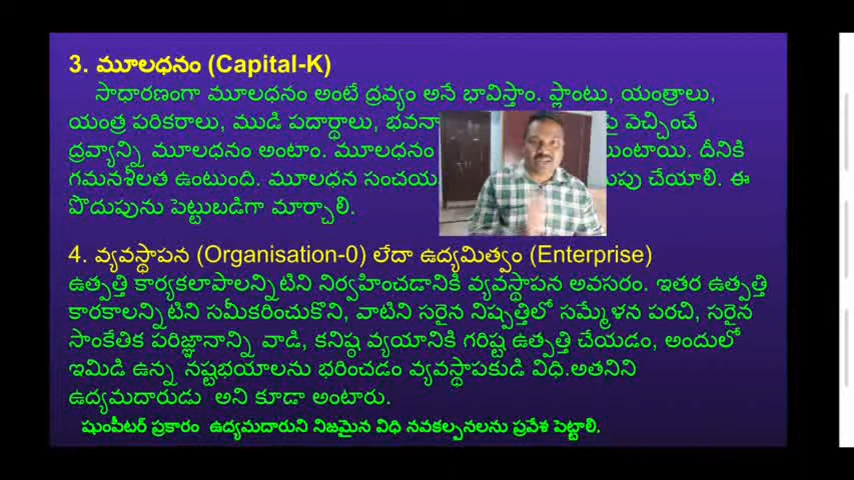 3. మూలధనం (Capital-K)
సాధారణంగా మూలధనం అంటే ద్రవ్యం అనే భావిస్తాం. ప్లాంటు, యంత్రాలు,
యంత్ర పరికరాలు, ముడి పదార్థాలు, వెచ్చించే
ద్రవ్యాన్ని మూలధనం అంటాం. మూలధనం దీనికి
గమనశీలత ఉంటుంది. మూలధన చేయాలి. ఈ
పొదుపును పెట్టుబడిగా మార్చాలి.
4. వ్యవస్థాపన (Organisation-0) లేదా ఉద్యమిత్వం (Enterprise)
ఉత్పత్తి కార్యకలాపాలన్నిటిని నిర్వహించడానికి వ్యవస్థాపన అవసరం. ఇతర ఉత్పత్తి
కారకాలన్నిటిని సమీకరించుకొని, వాటిని సరైన నిష్పత్తిలో సమ్మేళన పరచి, సరైన
సాంకేతిక పరిజ్ఞానాన్ని వాడి, కనిష్ఠ వ్యయానికి గరిష్ట ఉత్పత్తి చేయడం, అందులో
ఇమిడి ఉన్న నష్టభయాలను భరించడం వ్యవస్థాపకుడి విధి.అతనిని
ఉద్యమదారుడు అని కూడా అంటారు.
షుంపీటర్ ప్రకారం ఉద్యమదారుని నిజమైన విధి నవకల్పనలను ప్రవేశ పెట్టాలి.